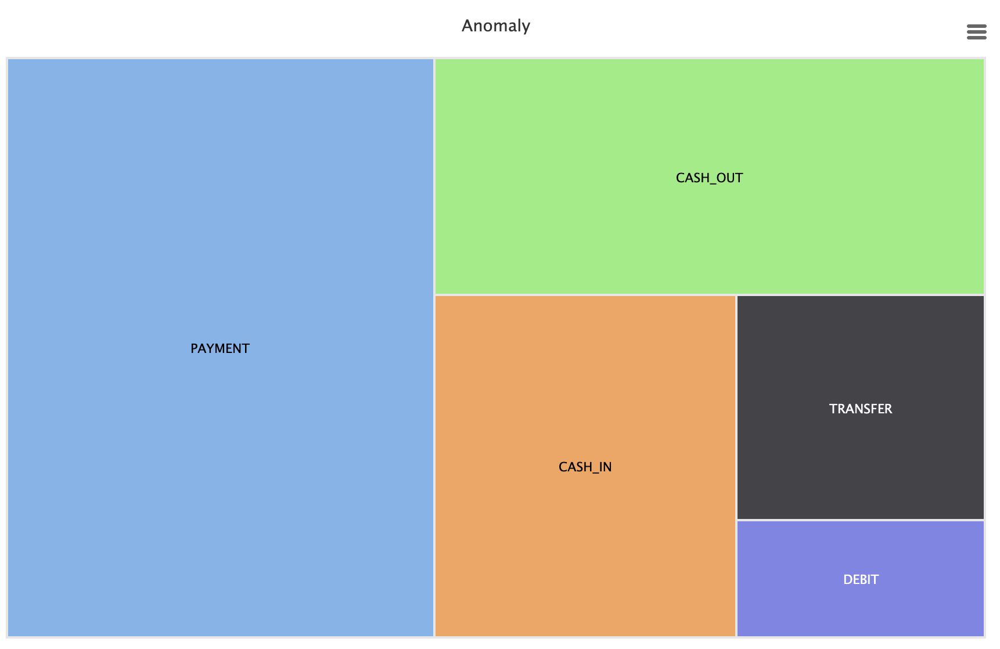 Anomaly
PAYMENT
CASH_OUT
CASH_IN
TRANSFER
DEBIT